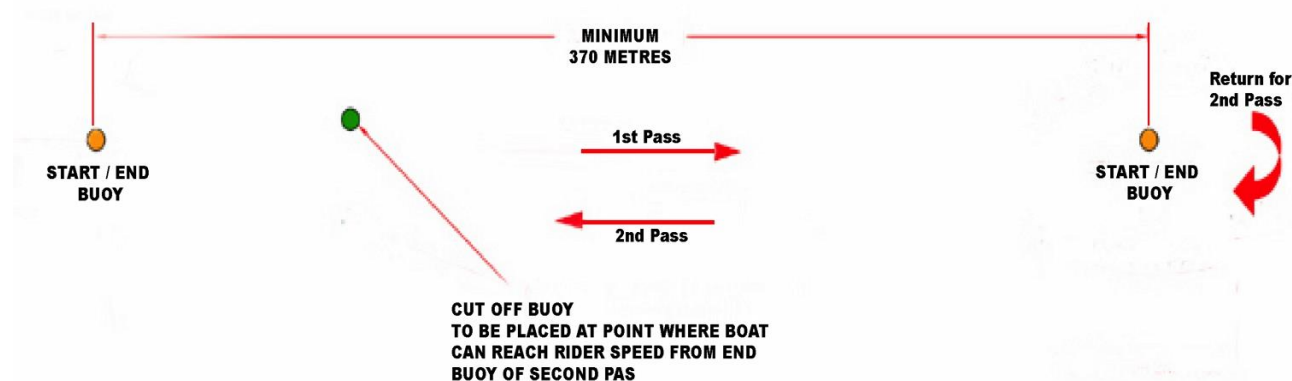 MINIMUM
370 METRES
Return for
2nd Pass
1st Pass
START / END
BUOY
START / END
BUOY
2nd Pass
CUT OFF BUOY
TO BE PLACED AT POINT WHERE BOAT
CAN REACH RIDER SPEED FROM END
BUOY OF SECOND PAS